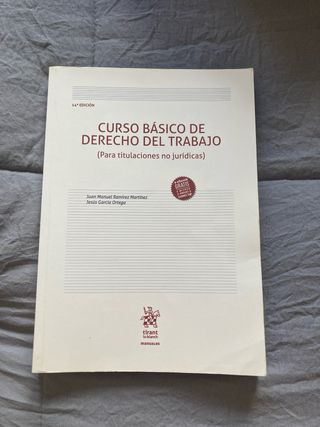 14ª EDICIÓN
CURSO BÁSICO DE
DERECHO DEL TRABAJO
(Para titulaciones no jurídicas)
Juan Manuel Ramírez Martínez
Jesús García Ortega
GRATIS
tirant
lo blanch
manuales